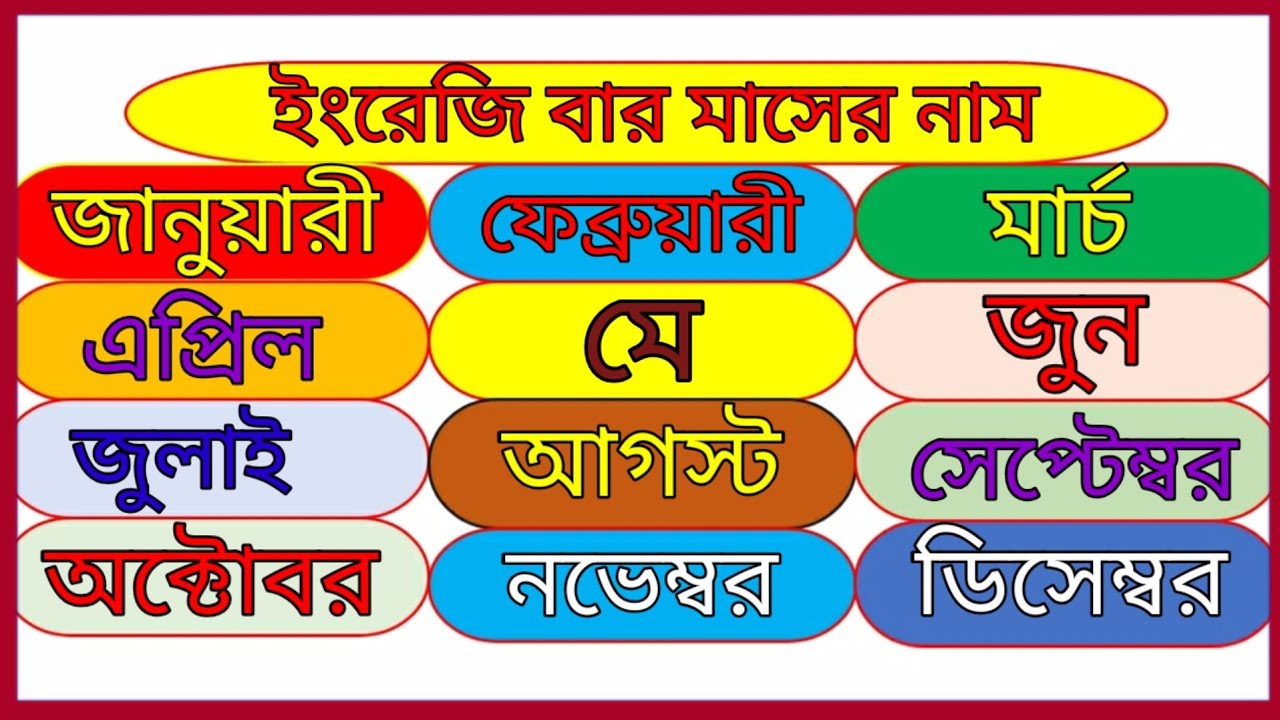 ইংরেজি বার মাসের নাম
জানুয়ারী ফেব্রুয়ারী মার্চ
এপ্রিল মে জুন
জুলাই আগস্ট সেপ্টেম্বর
অক্টোবর নভেম্বর ডিসেম্বর